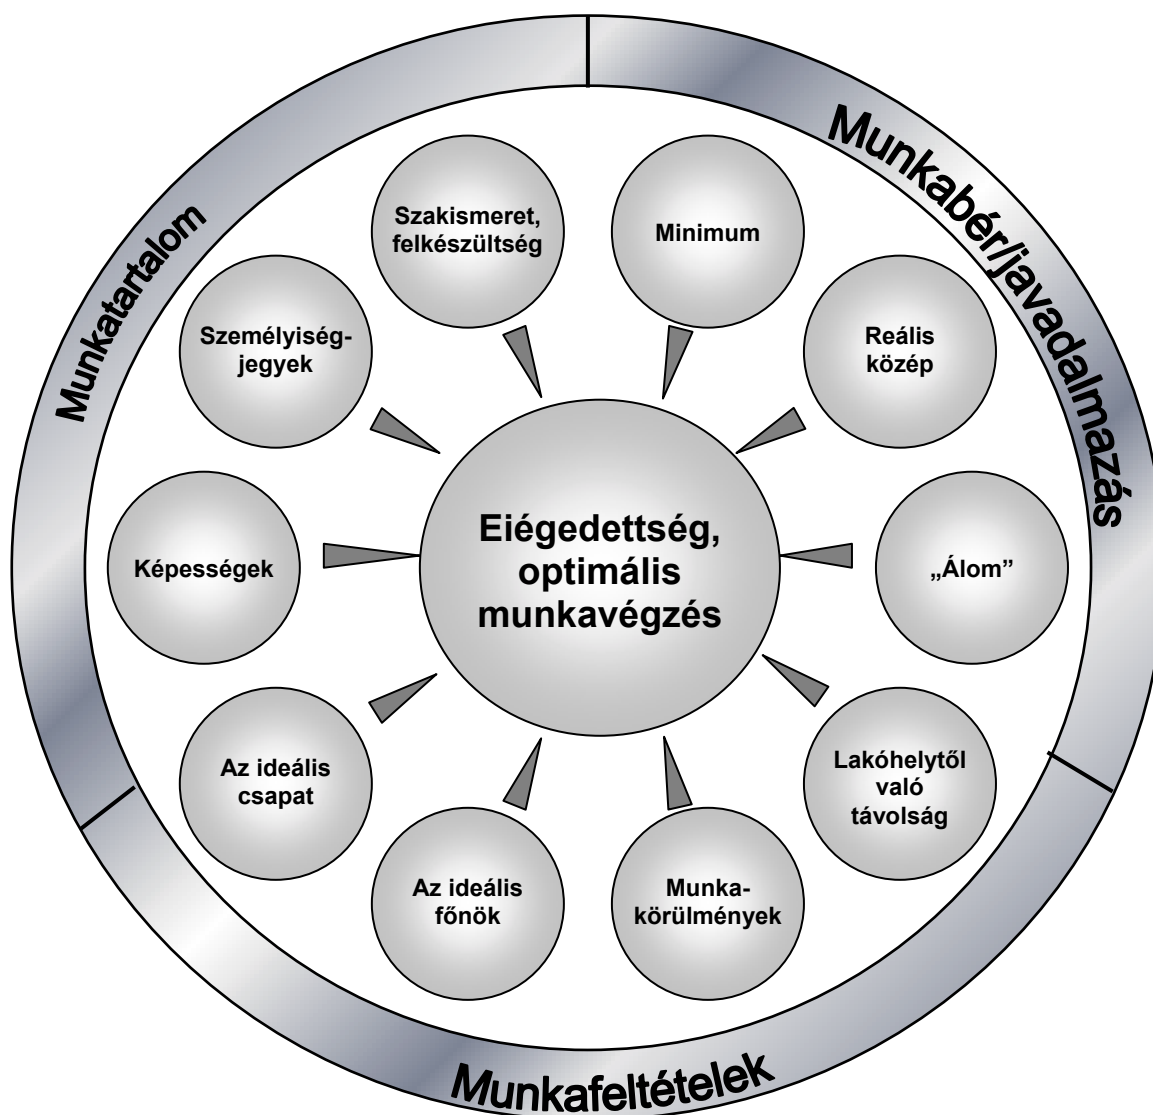 Munkatartalom
Munkabér/javadalmazás
Munkafeltételek
Szakismeret,
felkészültség
Minimum
Személyiség-
jegyek
Reális
közép
Képességek
Eiégedettség,
optimális
munkavégzés
„Álom”
Az ideális
csapat
Lakóhelytől
való
távolság
Az ideális
főnök
Munka-
körülmények